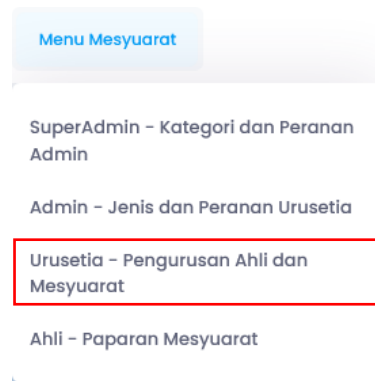 Menu Mesyuarat
SuperAdmin - Kategori dan Peranan
Admin
Admin - Jenis dan Peranan Urusetia
Urusetia - Pengurusan Ahli dan
Mesyuarat
Ahli - Paparan Mesyuarat